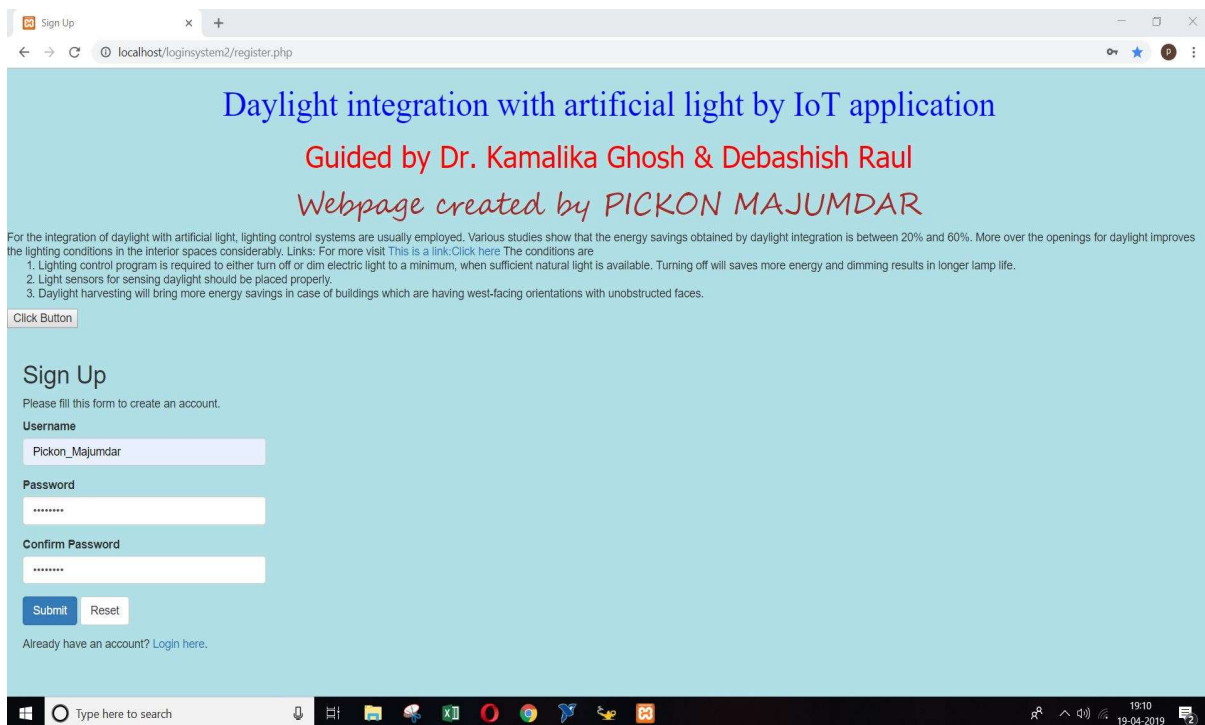 Sign Up
localhost/loginsystem2/register.php
P
Daylight integration with artificial light by IoT application
Guided by Dr. Kamalika Ghosh & Debashish Raul
Webpage created by PICKON MAJUMDAR
For the integration of daylight with artificial light, lighting control systems are usually employed. Various studies show that the energy savings obtained by daylight integration is between 20% and 60%. More over the openings for daylight improves
the lighting conditions in the interior spaces considerably. Links: For more visit This is a link:Click here The conditions are
1. Lighting control program is required to either turn off or dim electric light to a minimum, when sufficient natural light is available. Turning off will saves more energy and dimming results in longer lamp life.
2. Light sensors for sensing daylight should be placed properly.
3. Daylight harvesting will bring more energy savings in case of buildings which are having west-facing orientations with unobstructed faces.
Click Button
Sign Up
Please fill this form to create an account.
Username
Pickon_Majumdar
Password
••••••••
Confirm Password
••••••••
Submit Reset
Already have an account? Login here.
Type here to search
19:10
19-04-2019
2